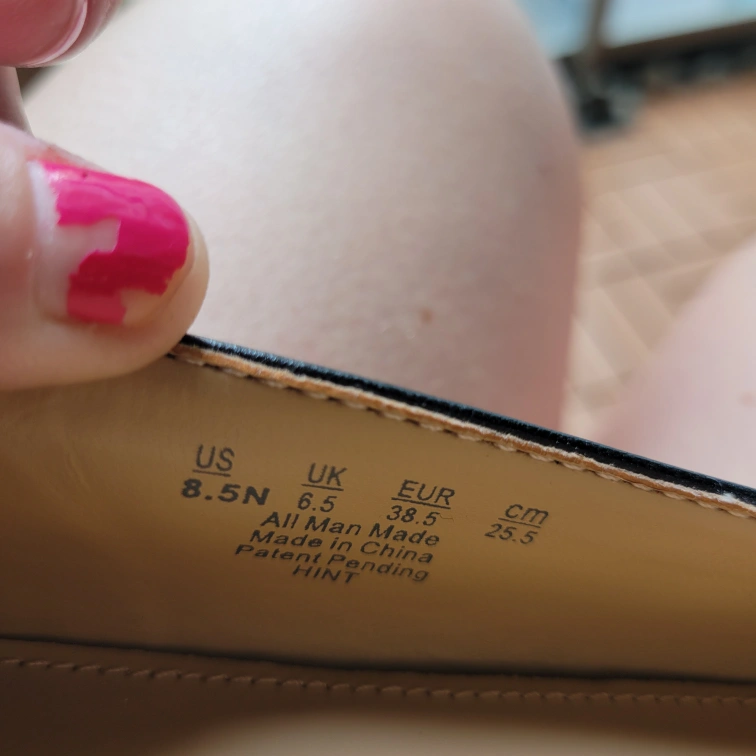 US UK EUR cm
8.5N 6.5 38.5 25.5
All Man Made
Made in China
Patent Pending
HINT